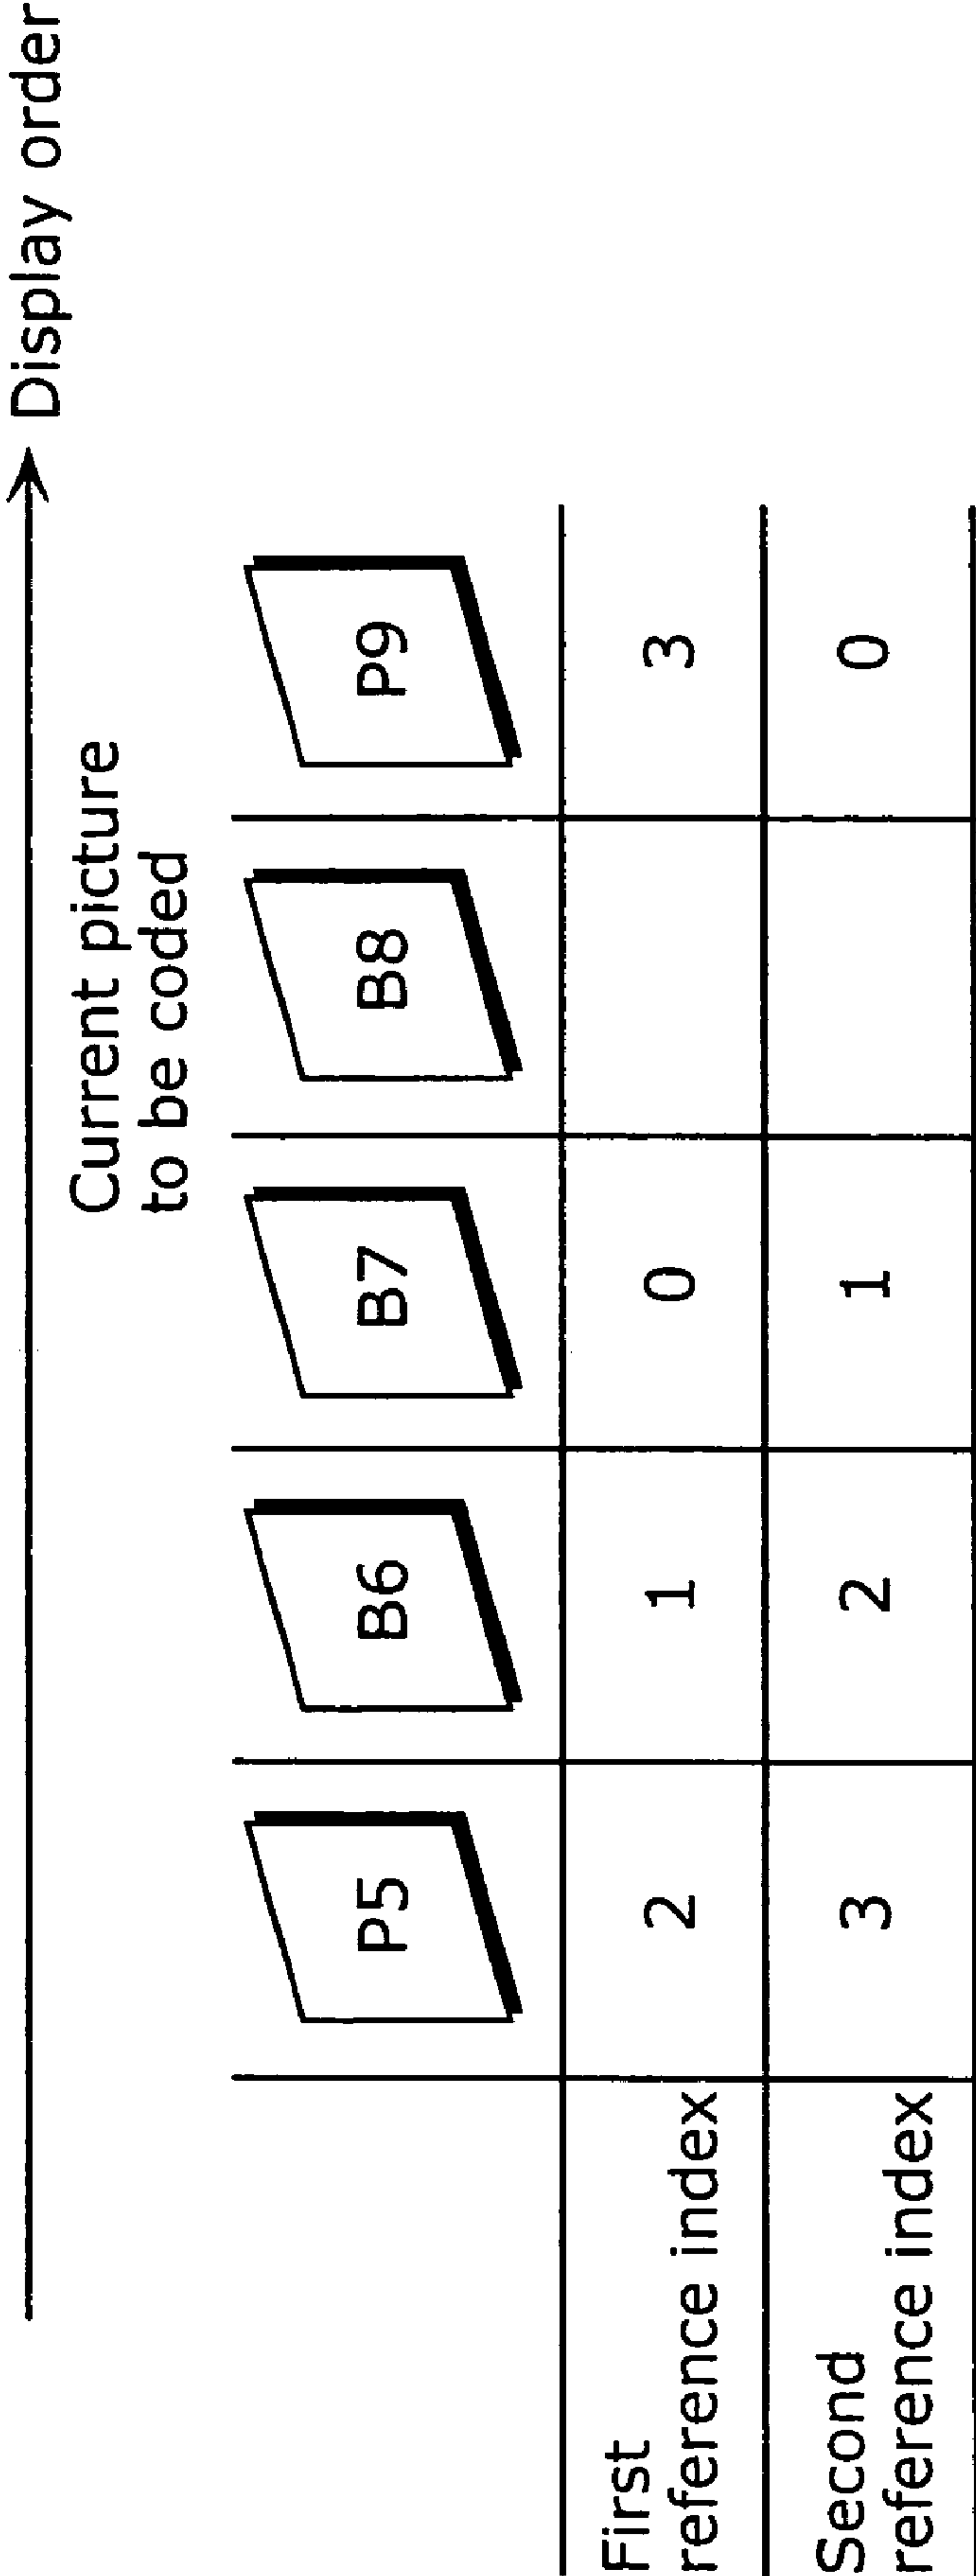 Display order
Current picture
to be coded
P5 B6 B7 B8 P9
First
reference index 2 1 0 3
Second
reference index 3 2 1 0